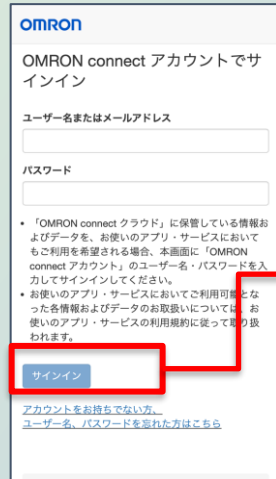 OMRON
OMRON connect アカウントでサ
インイン
ユーザー名またはメールアドレス
パスワード
• 「OMRON connect クラウド」に保管している情報お
よびデータを、お使いのアプリ・サービスにおいて
もご利用を希望される場合、本画面に「OMRON
connect アカウント」のユーザー名・パスワードを入
力してサインインしてください。
• お使いのアプリ・サービスにおいてご利用可能とな
った各情報およびデータのお取扱いについては、お
使いのアプリ・サービスの利用規約に従って取り扱
われます。
サインイン
アカウントをお持ちでない方、
ユーザー名、パスワードを忘れた方はこちら